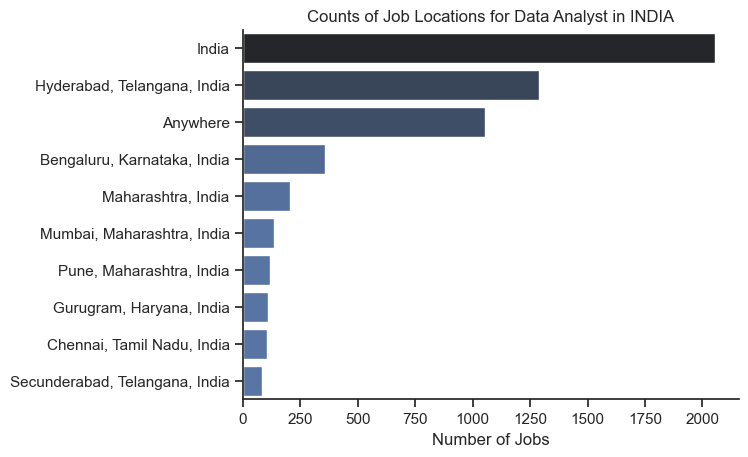 Counts of Job Locations for Data Analyst in INDIA
India
Hyderabad, Telangana, India
Anywhere
Bengaluru, Karnataka, India
Maharashtra, India
Mumbai, Maharashtra, India
Pune, Maharashtra, India
Gurugram, Haryana, India
Chennai, Tamil Nadu, India
Secunderabad, Telangana, India
0 250 500 750 1000 1250 1500 1750 2000
Number of Jobs